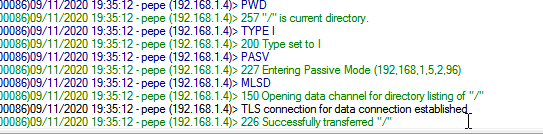 00086)09/11/2020 19:35:12 - pepe (192.168.1.4)> PWD
00086)09/11/2020 19:35:12 - pepe (192.168.1.4)> 257 "/" is current directory.
00086)09/11/2020 19:35:12 - pepe (192.168.1.4)> TYPE I
00086)09/11/2020 19:35:12 - pepe (192.168.1.4)> 200 Type set to I
00086)09/11/2020 19:35:12 - pepe (192.168.1.4)> PASV
00086)09/11/2020 19:35:12 - pepe (192.168.1.4)> 227 Entering Passive Mode (192,168,1,5,2,96)
00086)09/11/2020 19:35:12 - pepe (192.168.1.4)> MLSD
00086)09/11/2020 19:35:12 - pepe (192.168.1.4)> 150 Opening data channel for directory listing of "/"
00086)09/11/2020 19:35:12 - pepe (192.168.1.4)> TLS connection for data connection established
00086)09/11/2020 19:35:12 - pepe (192.168.1.4)> 226 Successfully transferred "/"